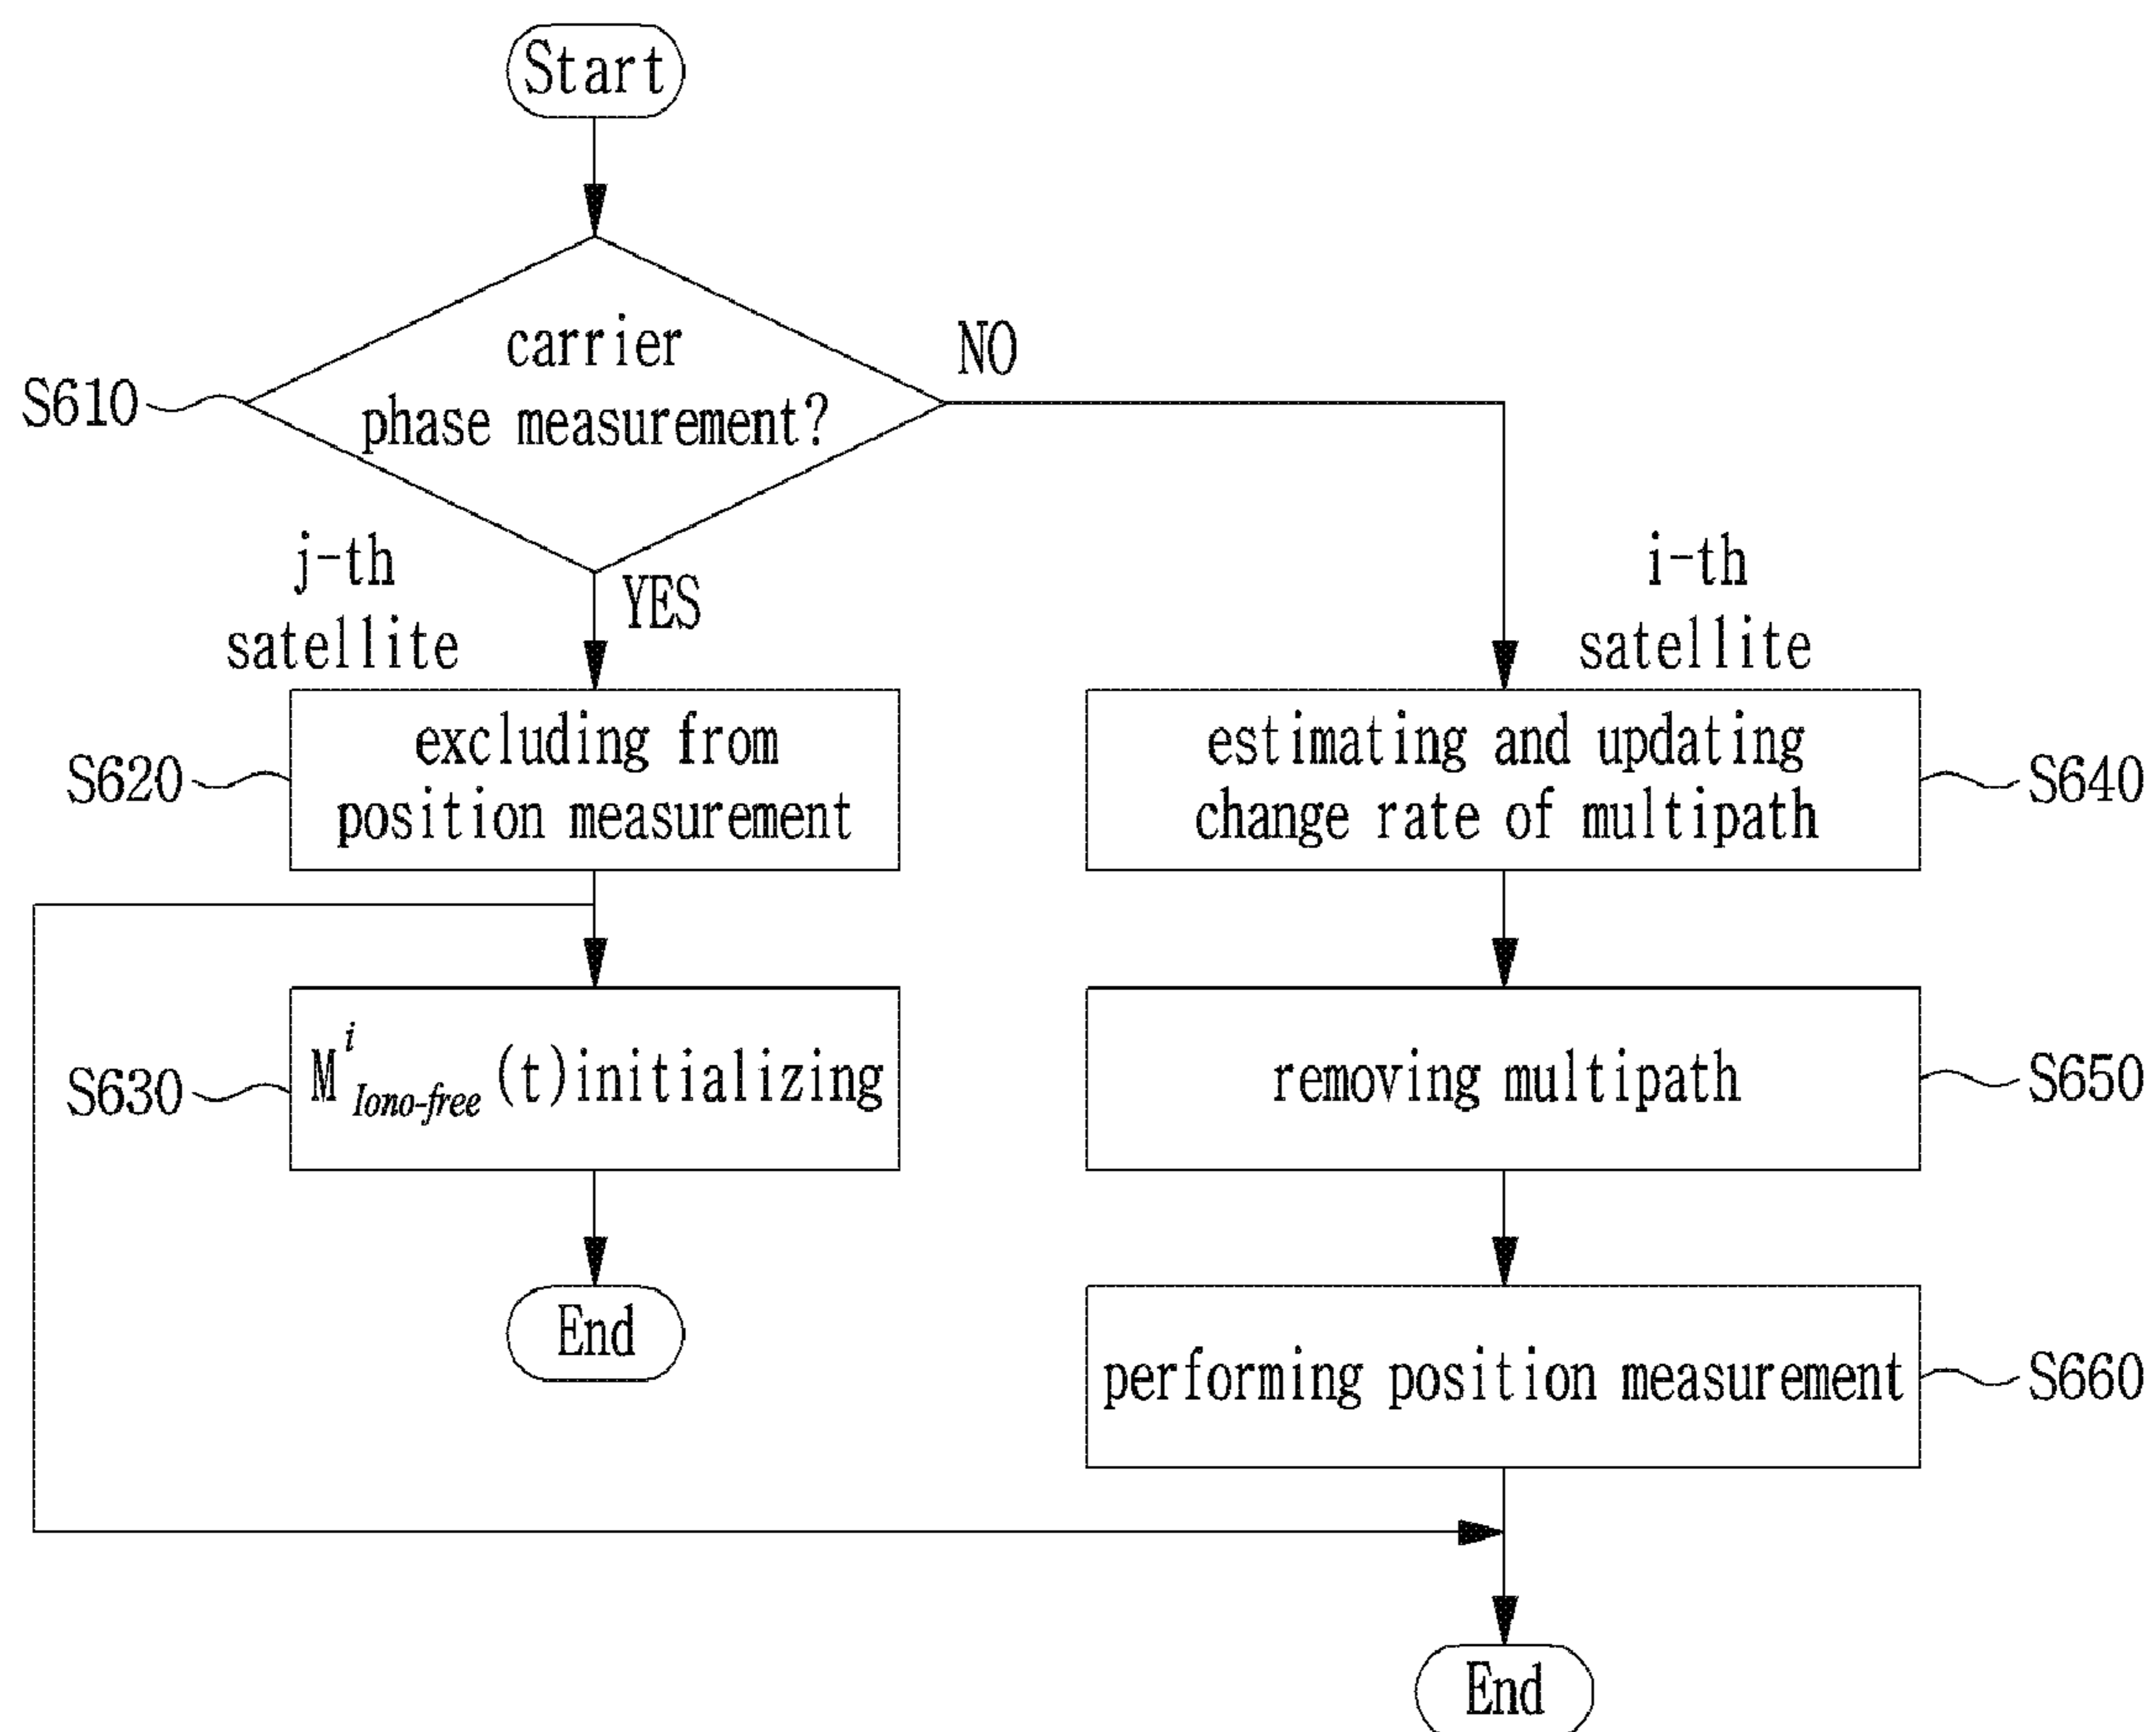 Start
carrier
phase measurement?
S610
NO
YES
j-th
satellite
i-th
satellite
excluding from
position measurement
S620
estimating and updating
change rate of multipath
S640
M^i_Iono-free (t)initializing
S630
removing multipath
S650
End
performing position measurement
S660
End